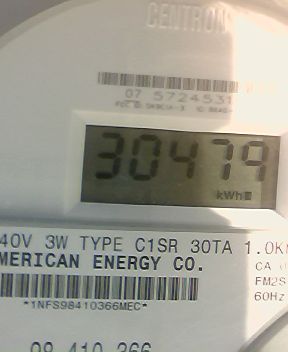 CENTRON
07 5724531
30479
kWh
40V 3W TYPE C1SR 30TA 1.0K
MERICAN ENERGY CO.
CA
FM2S
60Hz
*1NFS98410366MEC*
98 410 366